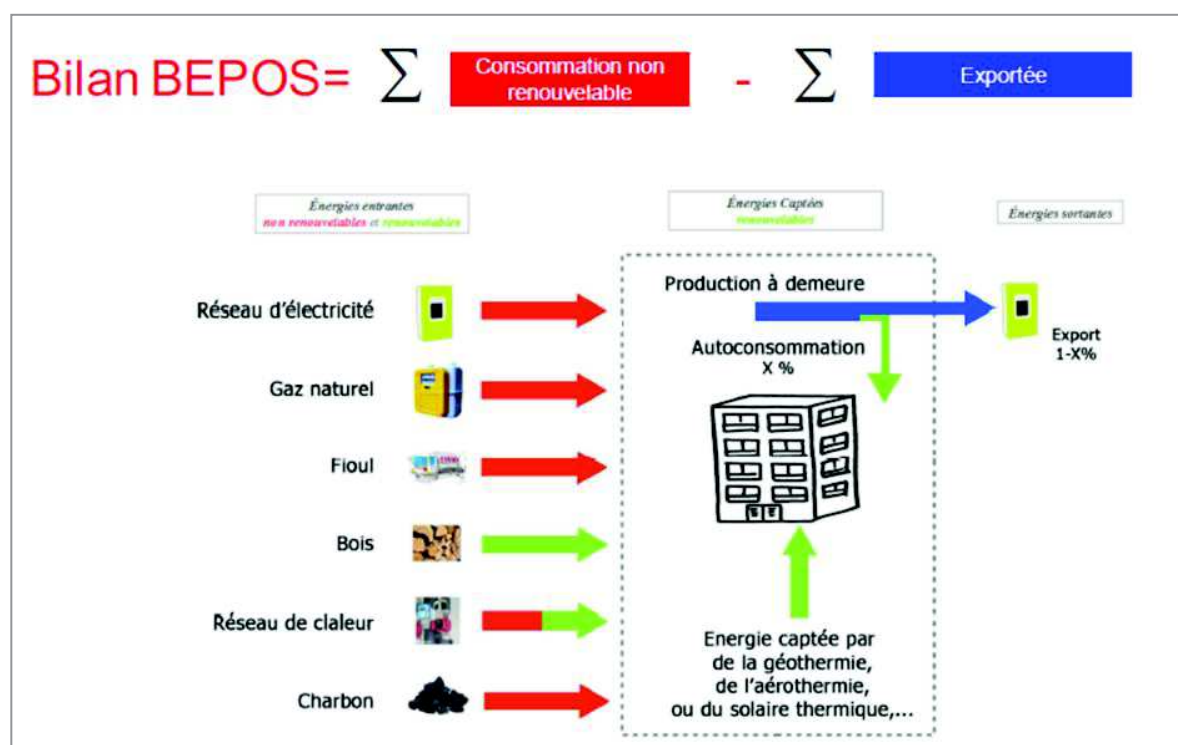 Bilan BEPOS= ∑ Consommation non renouvelable - ∑ Exportée
Énergies entrantes
non renouvelables et renouvelables
Énergies Captées
renouvelables
Énergies sortantes
Réseau d'électricité
Gaz naturel
Fioul
Bois
Réseau de claleur
Charbon
Production à demeure
Autoconsommation
X %
Export
1-X%
Energie captée par
de la géothermie,
de l'aérothermie,
ou du solaire thermique,...